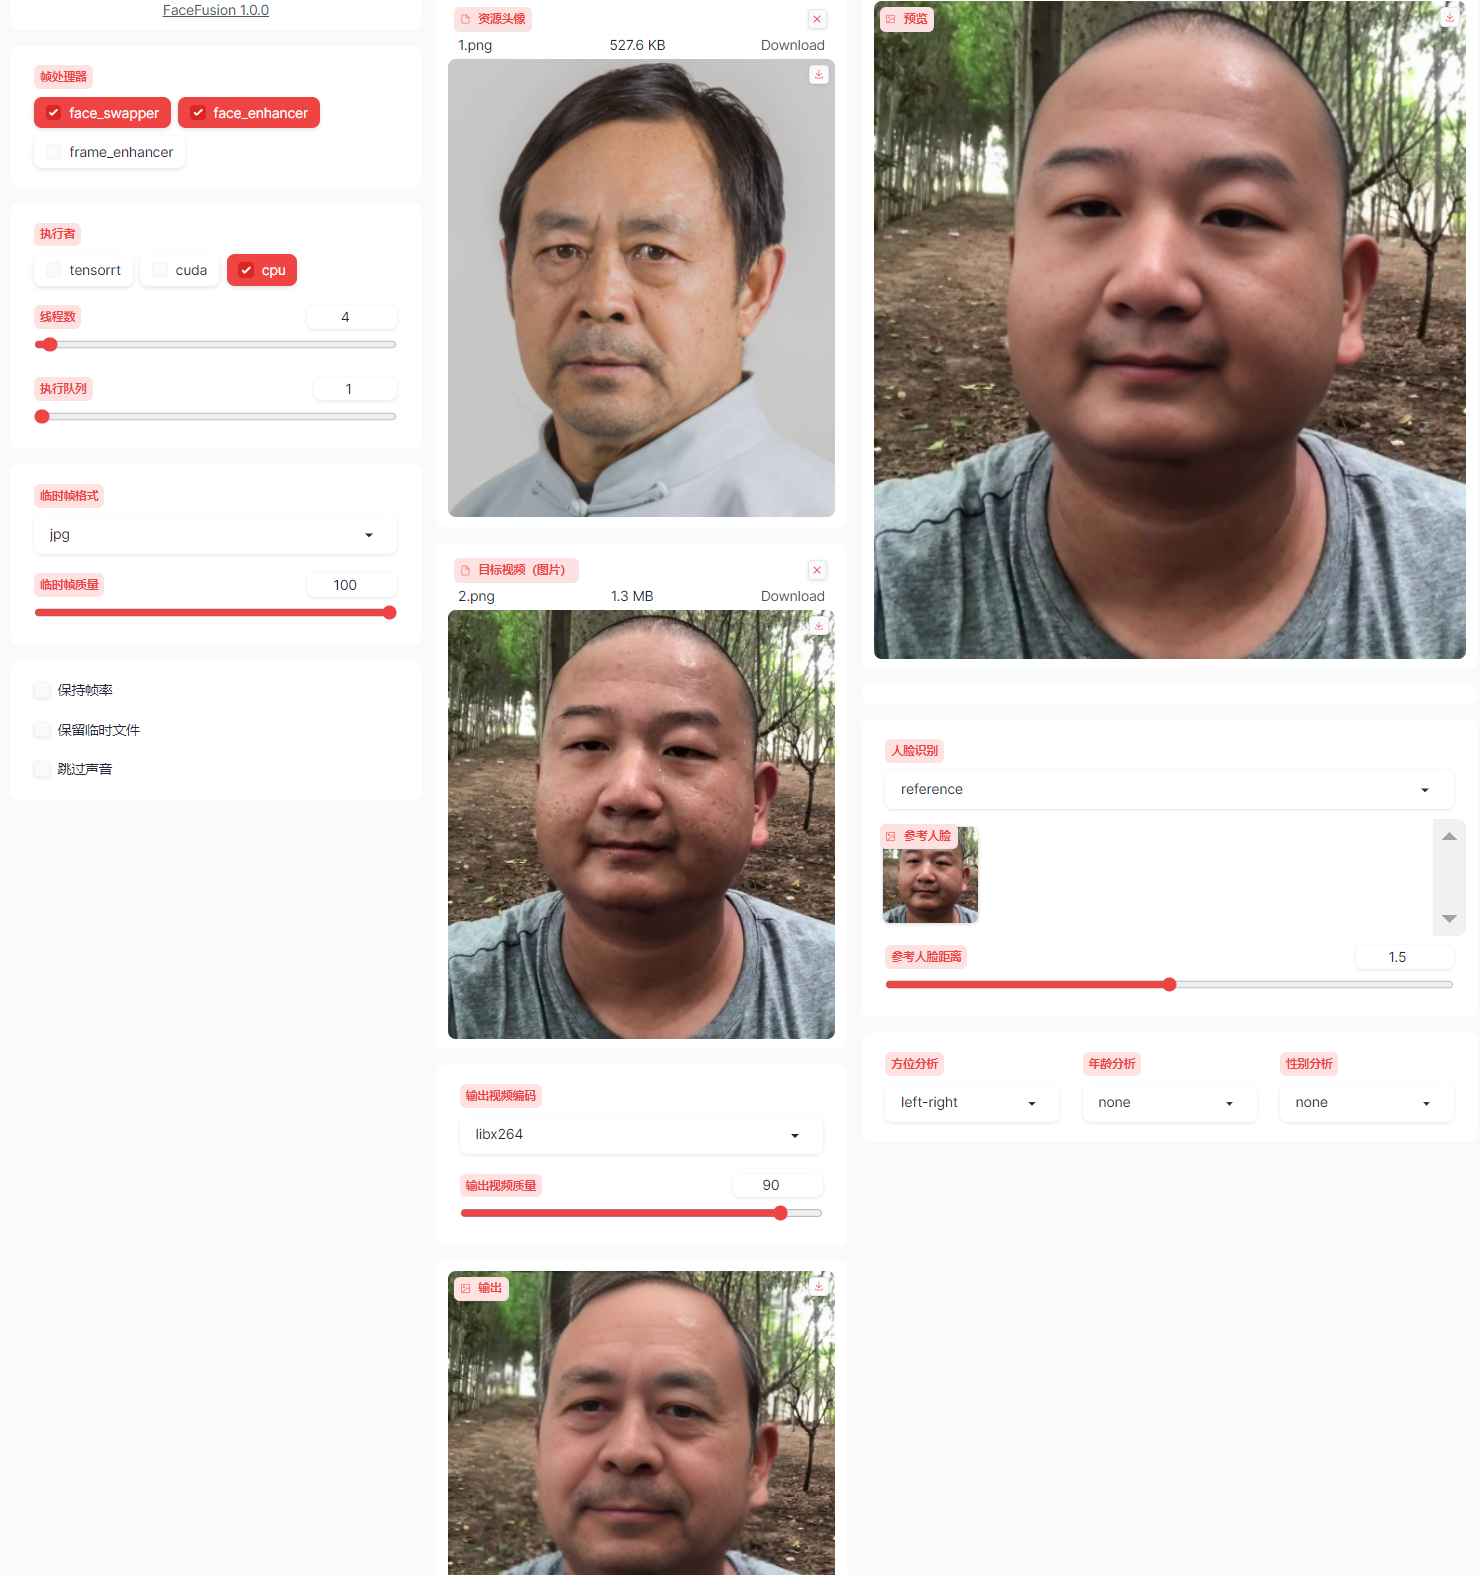 FaceFusion 1.0.0
帧处理器
face_swapper
face_enhancer
frame_enhancer
执行者
tensorrt
cuda
cpu
线程数
4
执行队列
1
临时帧格式
jpg
临时帧质量
100
保持帧率
保留临时文件
跳过声音
资源头像
1.png 527.6 KB Download
目标视频（图片）
2.png 1.3 MB Download
输出视频编码
libx264
输出视频质量
90
输出
预览
人脸识别
reference
参考人脸
参考人脸距离
1.5
方位分析
left-right
年龄分析
none
性别分析
none